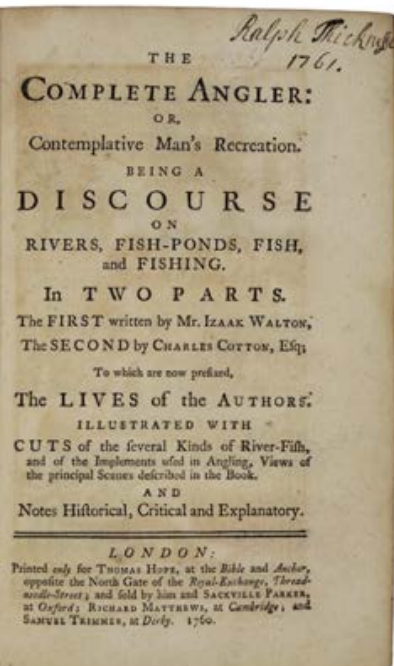 Ralph Thickn
1761.
THE
COMPLETE ANGLER:
OR,
Contemplative Man's Recreation.
BEING A
DISCOURSE
ON
RIVERS, FISH-PONDS, FISH,
and FISHING.
In TWO PARTS.
The FIRST written by Mr. IZAAK WALTON,
The SECOND by CHARLES COTTON, Esq;
To which are now prefixed,
The LIVES of the AUTHORS.
ILLUSTRATED WITH
CUTS of the ſeveral Kinds of River-Fiſh,
and of the Implements uſed in Angling, Views of
the principal Scenes deſcribed in the Book.
AND
Notes Hiſtorical, Critical and Explanatory.
LONDON:
Printed only for THOMAS HOPE, at the Bible and Anchor,
oppoſite the North Gate of the Royal-Exchange, Thread-
needle-Street; and ſold by him and SACKVILLE PARKER,
at Oxford; RICHARD MATTHEWS, at Cambridge; and
SAMUEL TRIMMER, at Derby. 1760.